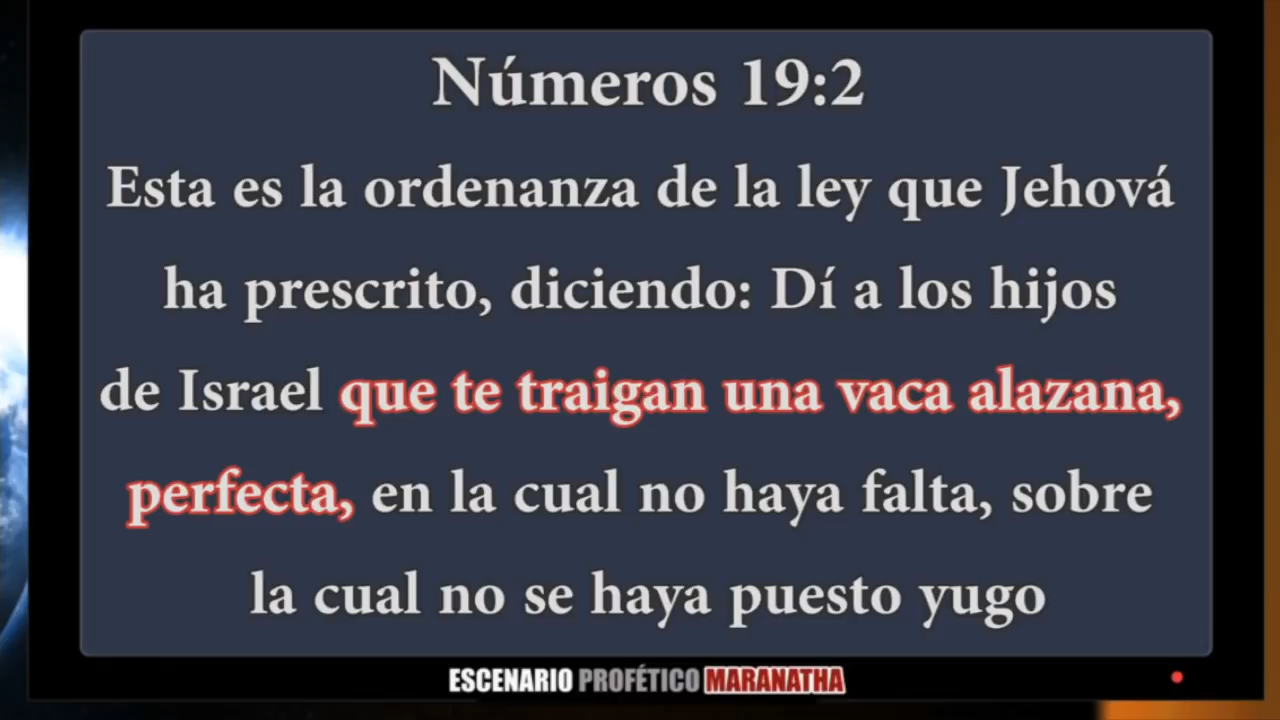 Números 19:2
Esta es la ordenanza de la ley que Jehová
ha prescrito, diciendo: Dí a los hijos
de Israel que te traigan una vaca alazana,
perfecta, en la cual no haya falta, sobre
la cual no se haya puesto yugo
ESCENARIO PROFÉTICO MARANATHA